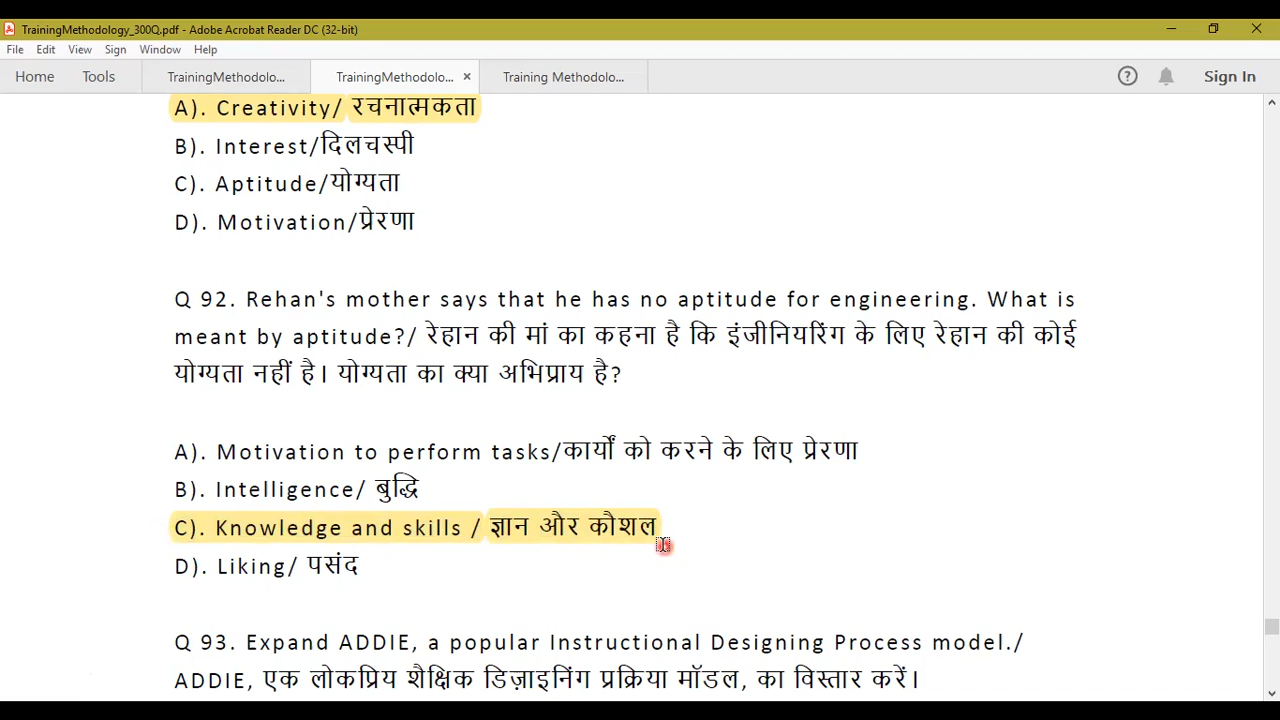 TrainingMethodology_300Q.pdf - Adobe Acrobat Reader DC (32-bit)
File Edit View Sign Window Help
Home Tools TrainingMethodolo... TrainingMethodolo... × Training Methodolo... Sign In
A). Creativity/ रचनात्मकता
B). Interest/दिलचस्पी
C). Aptitude/योग्यता
D). Motivation/प्रेरणा
Q 92. Rehan's mother says that he has no aptitude for engineering. What is
meant by aptitude?/ रेहान की मां का कहना है कि इंजीनियरिंग के लिए रेहान की कोई
योग्यता नहीं है। योग्यता का क्या अभिप्राय है?
A). Motivation to perform tasks/कार्यों को करने के लिए प्रेरणा
B). Intelligence/ बुद्धि
C). Knowledge and skills / ज्ञान और कौशल
D). Liking/ पसंद
Q 93. Expand ADDIE, a popular Instructional Designing Process model./
ADDIE, एक लोकप्रिय शैक्षिक डिज़ाइनिंग प्रक्रिया मॉडल, का विस्तार करें।